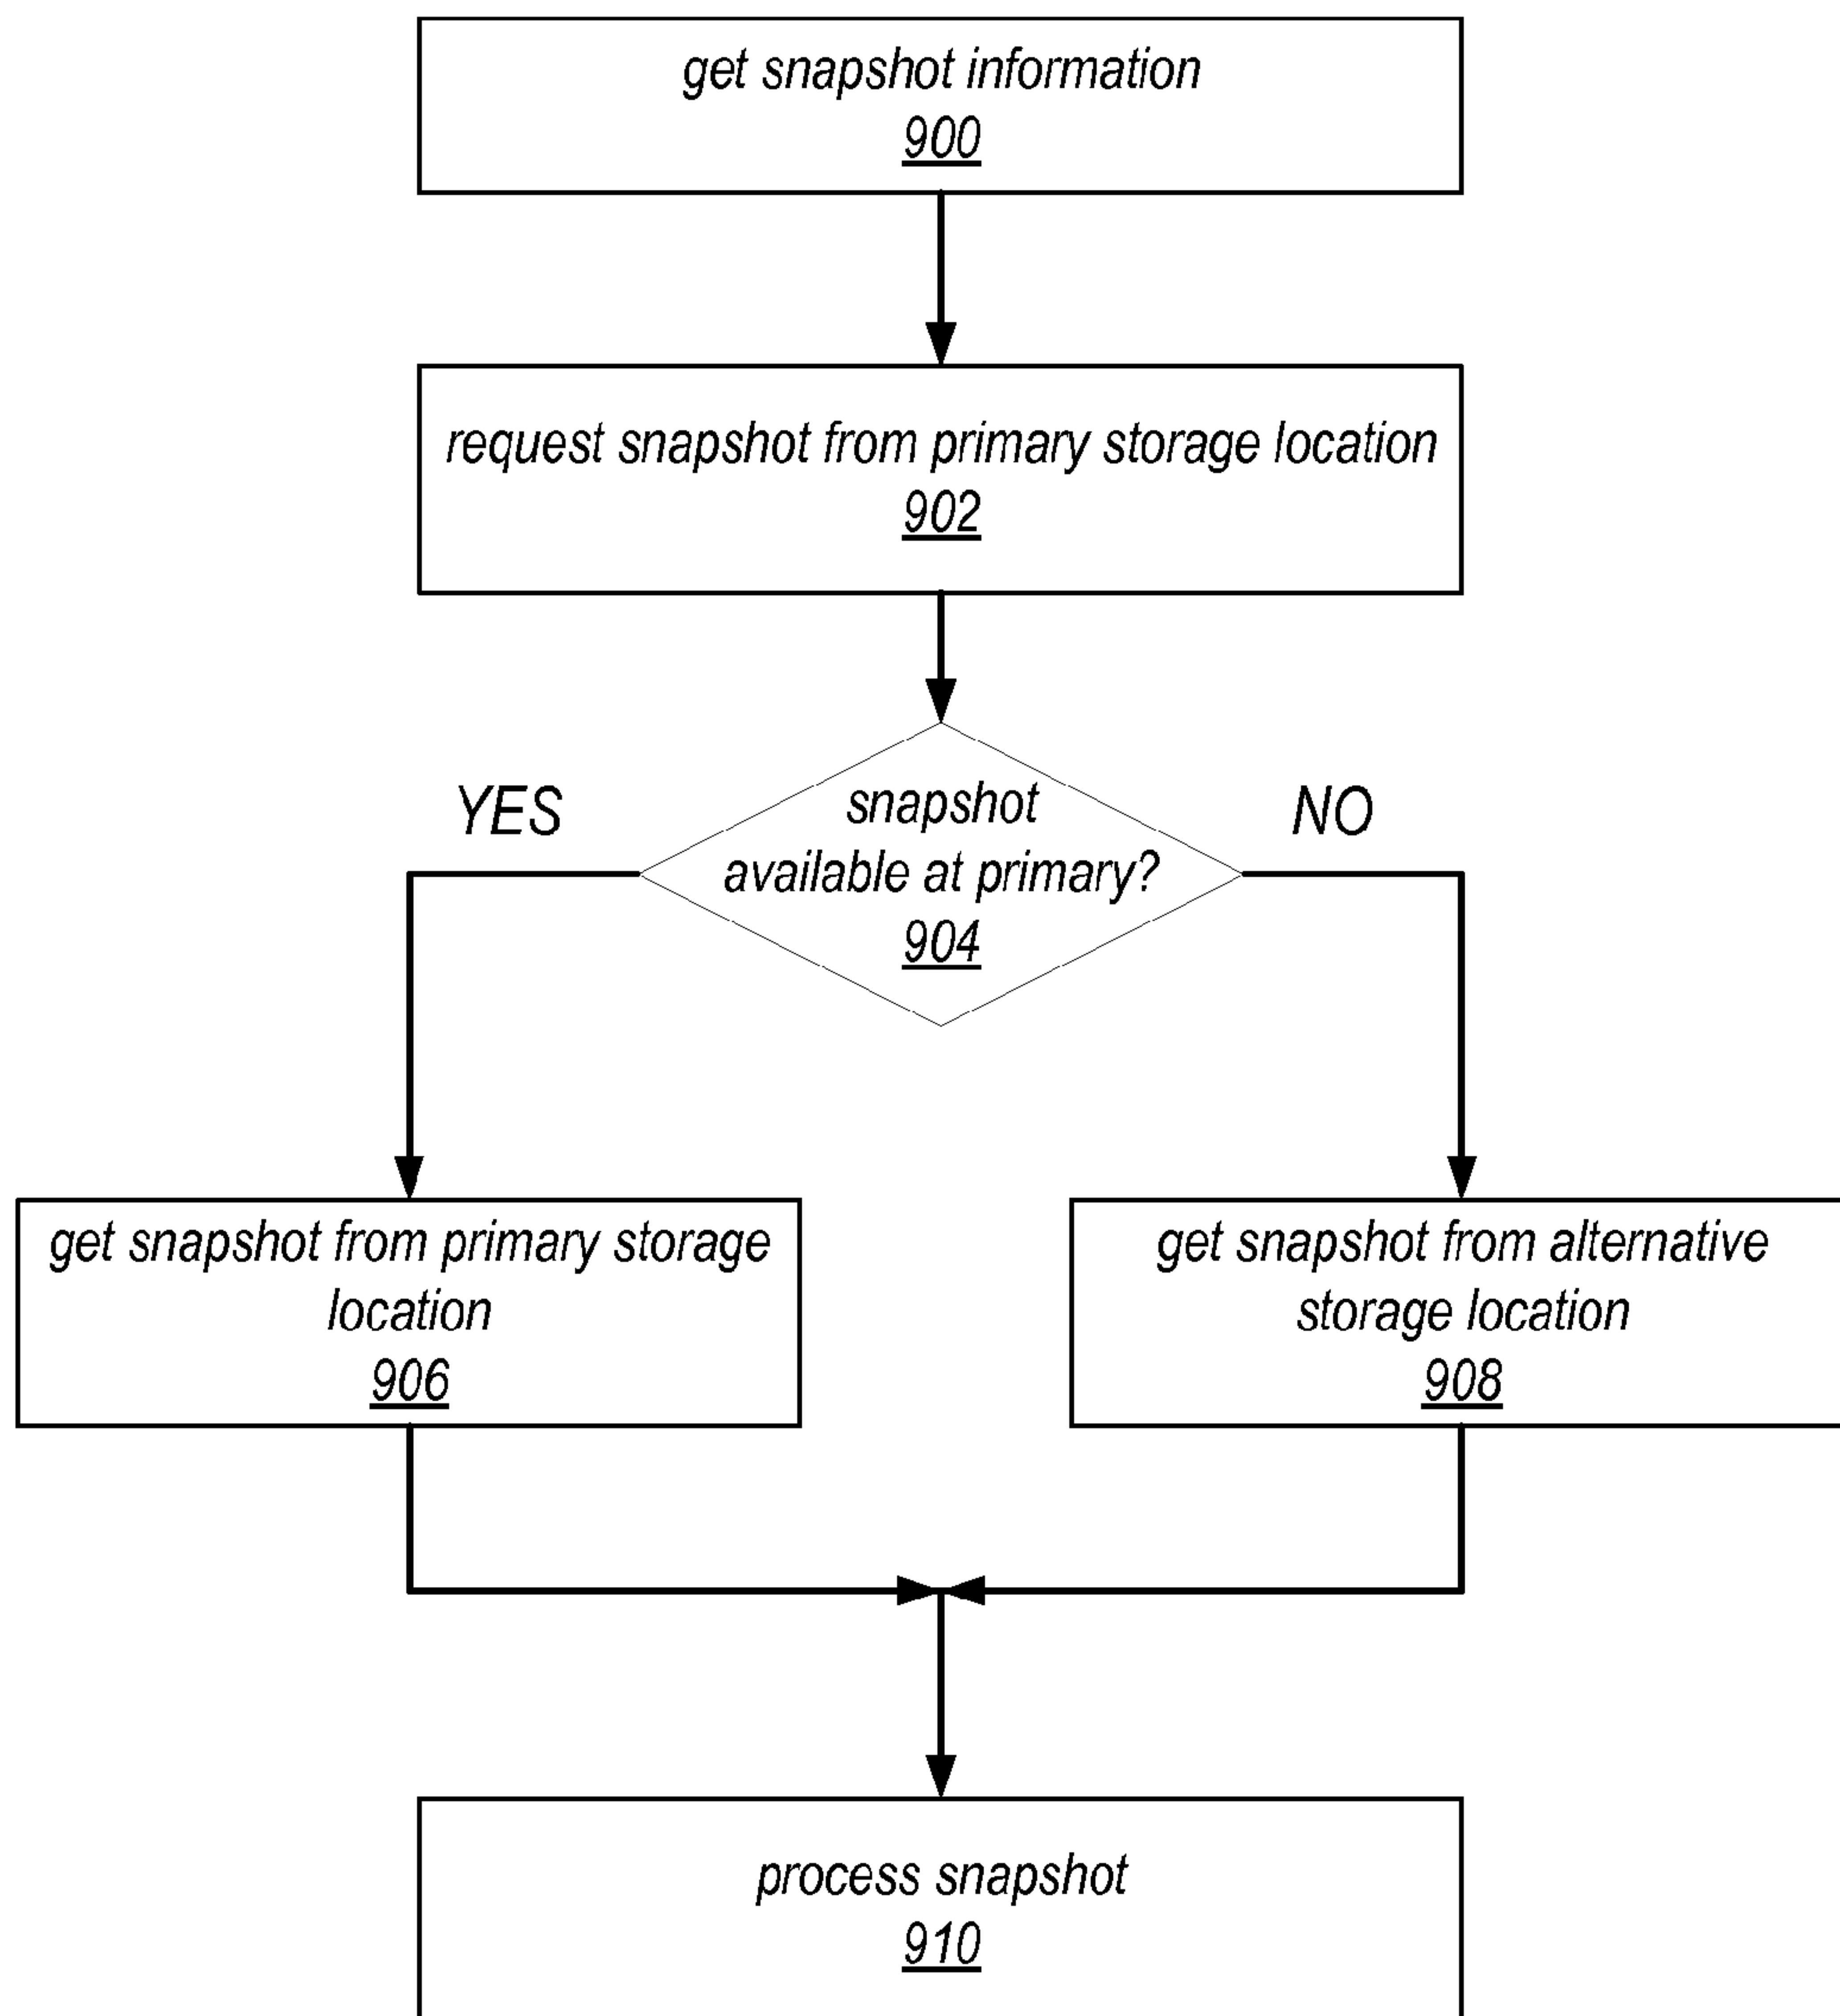 get snapshot information
900
request snapshot from primary storage location
902
snapshot
available at primary?
904
YES
NO
get snapshot from primary storage
location
906
get snapshot from alternative
storage location
908
process snapshot
910